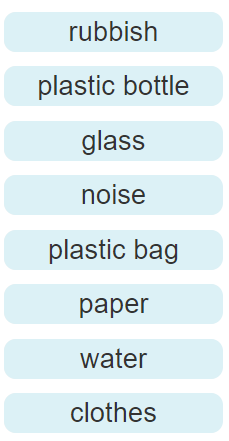 rubbish
plastic bottle
glass
noise
plastic bag
paper
water
clothes